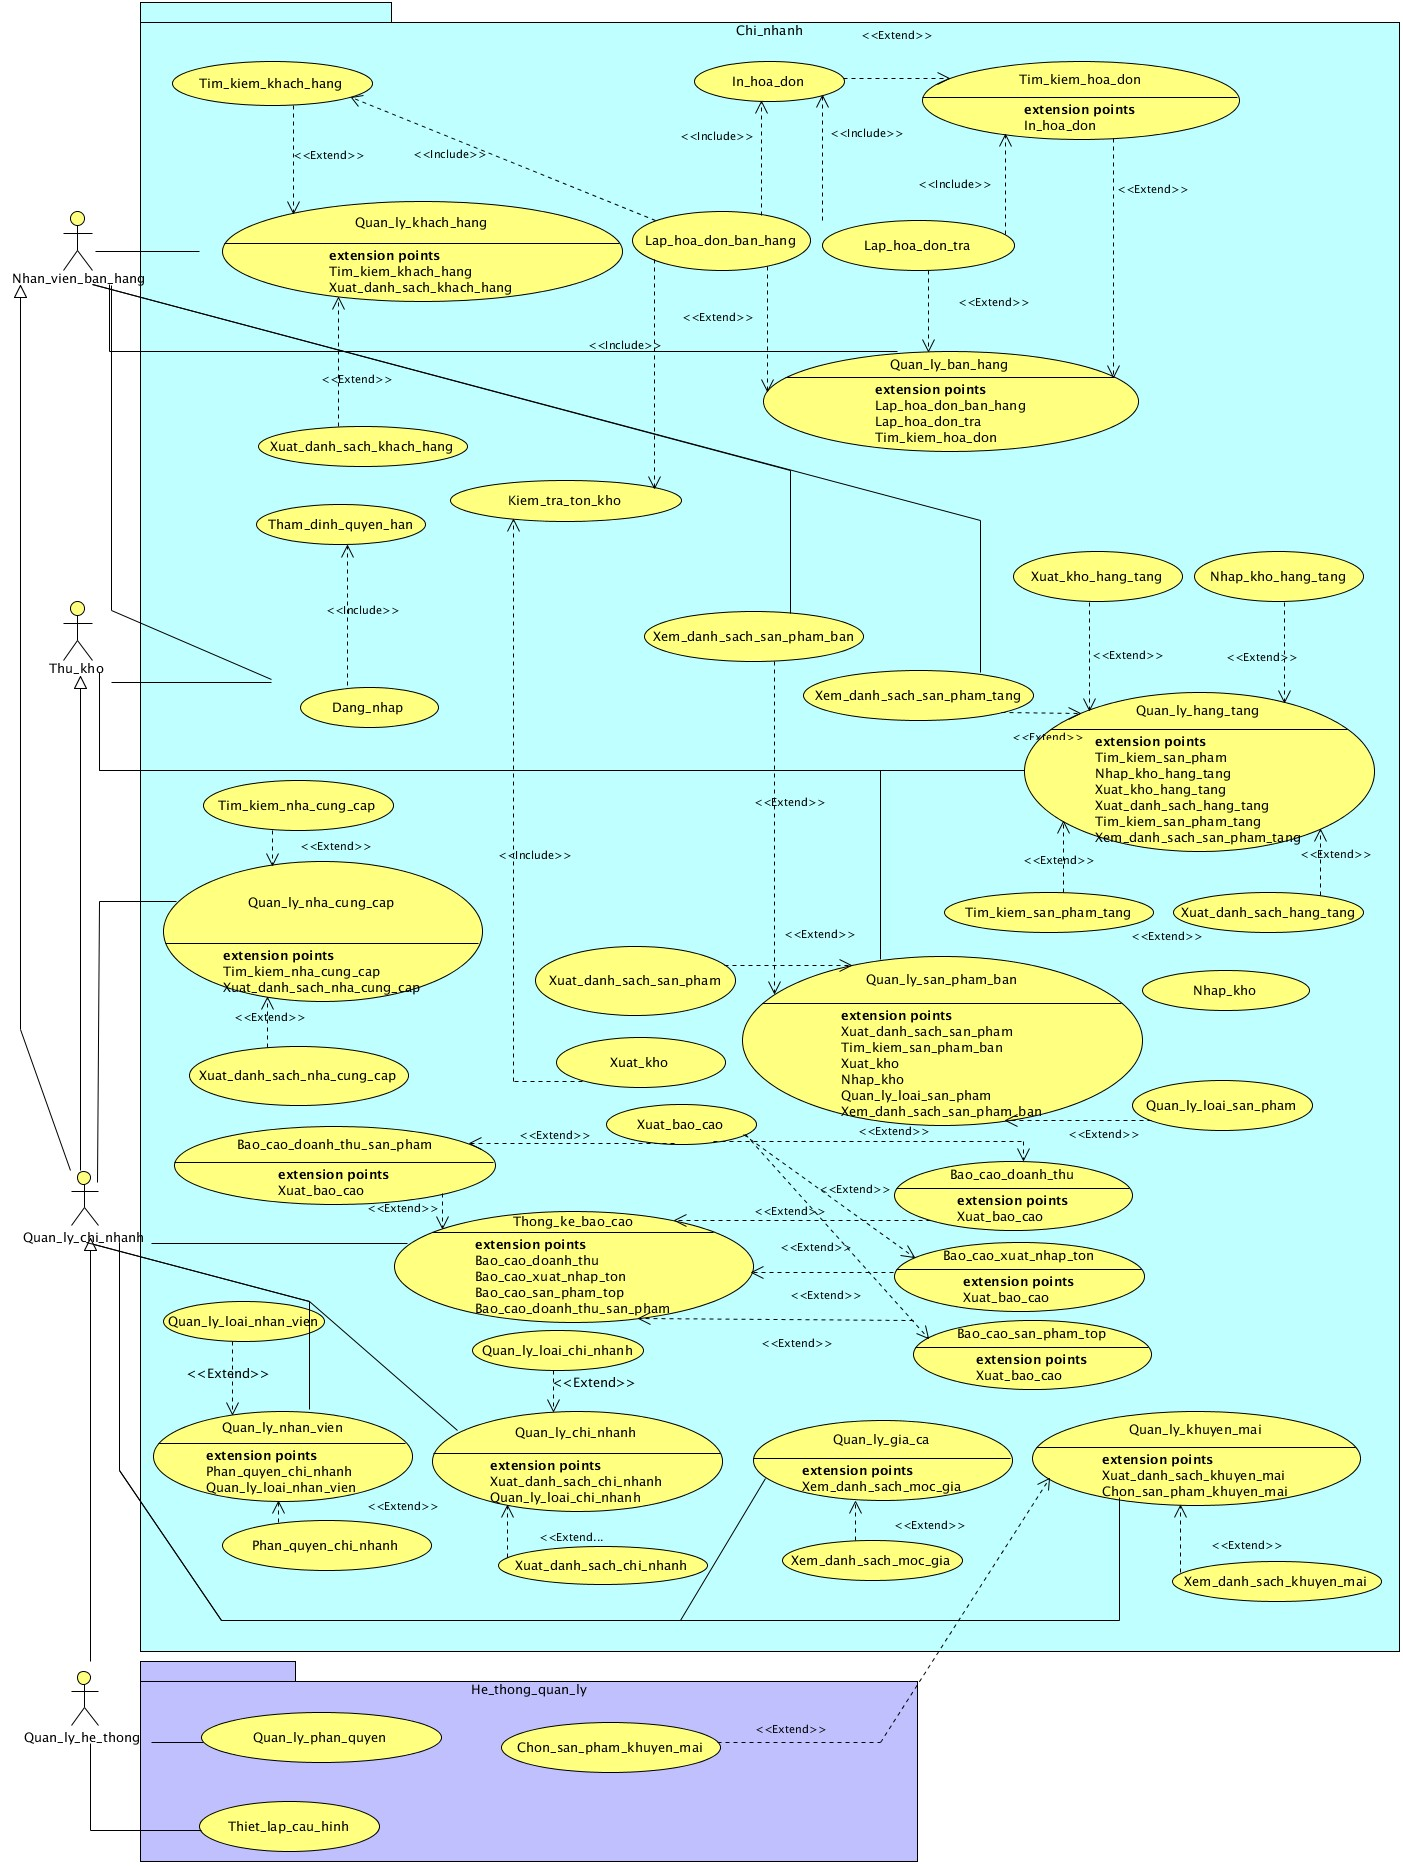 Chi_nhanh
<<Extend>>
Tim_kiem_khach_hang
In_hoa_don
Tim_kiem_hoa_don
extension points
In_hoa_don
<<Include>>
<<Include>>
<<Extend>>
<<Include>>
<<Include>>
<<Extend>>
Quan_ly_khach_hang
extension points
Tim_kiem_khach_hang
Xuat_danh_sach_khach_hang
Lap_hoa_don_ban_hang
Lap_hoa_don_tra
Nhan_vien_ban_hang
<<Extend>>
<<Extend>>
<<Include>>
<<Extend>>
Quan_ly_ban_hang
extension points
Lap_hoa_don_ban_hang
Lap_hoa_don_tra
Tim_kiem_hoa_don
Xuat_danh_sach_khach_hang
Kiem_tra_ton_kho
Tham_dinh_quyen_han
Xuat_kho_hang_tang
Nhap_kho_hang_tang
<<Include>>
Xem_danh_sach_san_pham_ban
<<Extend>>
<<Extend>>
Thu_kho
Xem_danh_sach_san_pham_tang
Dang_nhap
Quan_ly_hang_tang
<<Extend>>
extension points
Tim_kiem_san_pham
Nhap_kho_hang_tang
Xuat_kho_hang_tang
Xuat_danh_sach_hang_tang
Tim_kiem_san_pham_tang
Xem_danh_sach_san_pham_tang
Tim_kiem_nha_cung_cap
<<Extend>>
<<Extend>>
<<Include>>
<<Extend>>
<<Extend>>
Quan_ly_nha_cung_cap
extension points
Tim_kiem_nha_cung_cap
Xuat_danh_sach_nha_cung_cap
Tim_kiem_san_pham_tang
Xuat_danh_sach_hang_tang
<<Extend>>
<<Extend>>
Xuat_danh_sach_san_pham
Quan_ly_san_pham_ban
extension points
Xuat_danh_sach_san_pham
Tim_kiem_san_pham_ban
Xuat_kho
Nhap_kho
Quan_ly_loai_san_pham
Xem_danh_sach_san_pham_ban
Nhap_kho
<<Extend>>
Xuat_kho
Xuat_danh_sach_nha_cung_cap
Quan_ly_loai_san_pham
Xuat_bao_cao
<<Extend>>
<<Extend>>
<<Extend>>
Bao_cao_doanh_thu_san_pham
extension points
Xuat_bao_cao
Bao_cao_doanh_thu
extension points
Xuat_bao_cao
<<Extend>>
<<Extend>>
<<Extend>>
Quan_ly_chi_nhanh
Thong_ke_bao_cao
extension points
Bao_cao_doanh_thu
Bao_cao_xuat_nhap_ton
Bao_cao_san_pham_top
Bao_cao_doanh_thu_san_pham
<<Extend>>
Bao_cao_xuat_nhap_ton
extension points
Xuat_bao_cao
<<Extend>>
Quan_ly_loai_nhan_vien
Bao_cao_san_pham_top
extension points
Xuat_bao_cao
<<Extend>>
Quan_ly_loai_chi_nhanh
<<Extend>>
<<Extend>>
Quan_ly_nhan_vien
extension points
Phan_quyen_chi_nhanh
Quan_ly_loai_nhan_vien
Quan_ly_chi_nhanh
extension points
Xuat_danh_sach_chi_nhanh
Quan_ly_loai_chi_nhanh
Quan_ly_gia_ca
extension points
Xem_danh_sach_moc_gia
Quan_ly_khuyen_mai
extension points
Xuat_danh_sach_khuyen_mai
Chon_san_pham_khuyen_mai
<<Extend>>
<<Extend...
<<Extend>>
<<Extend>>
Phan_quyen_chi_nhanh
Xuat_danh_sach_chi_nhanh
Xem_danh_sach_moc_gia
Xem_danh_sach_khuyen_mai
He_thong_quan_ly
Quan_ly_he_thong
Quan_ly_phan_quyen
Chon_san_pham_khuyen_mai
<<Extend>>
Thiet_lap_cau_hinh